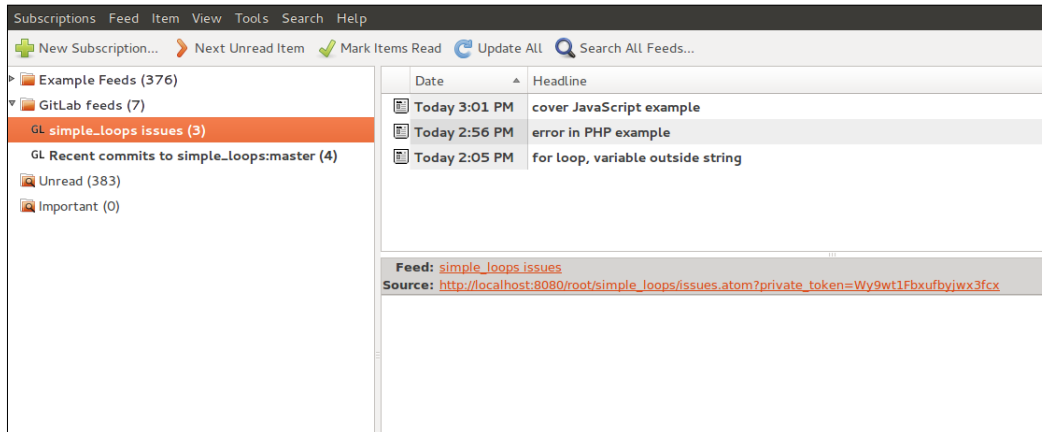 Subscriptions Feed Item View Tools Search Help
New Subscription... Next Unread Item Mark Items Read Update All Search All Feeds...
Example Feeds (376)
GitLab feeds (7)
GL simple_loops issues (3)
GL Recent commits to simple_loops:master (4)
Unread (383)
Important (0)
Date Headline
Today 3:01 PM cover JavaScript example
Today 2:56 PM error in PHP example
Today 2:05 PM for loop, variable outside string
Feed: simple_loops issues
Source: http://localhost:8080/root/simple_loops/issues.atom?private_token=Wy9wt1Fbxufbyjwx3fcx